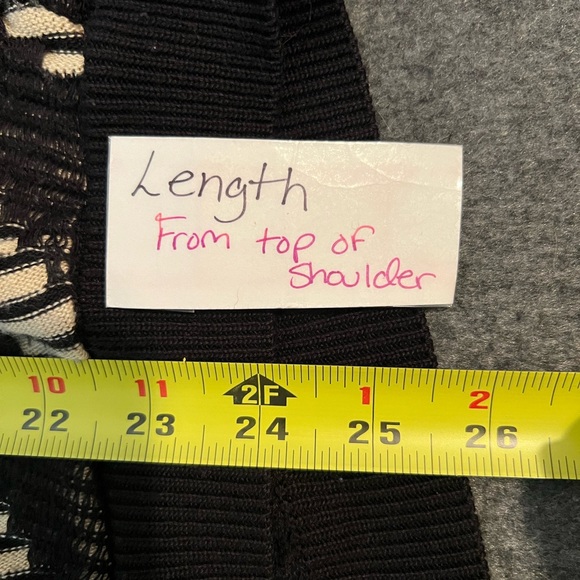 Length
From top of
shoulder
10 11 2F 1 2
22 23 24 25 26